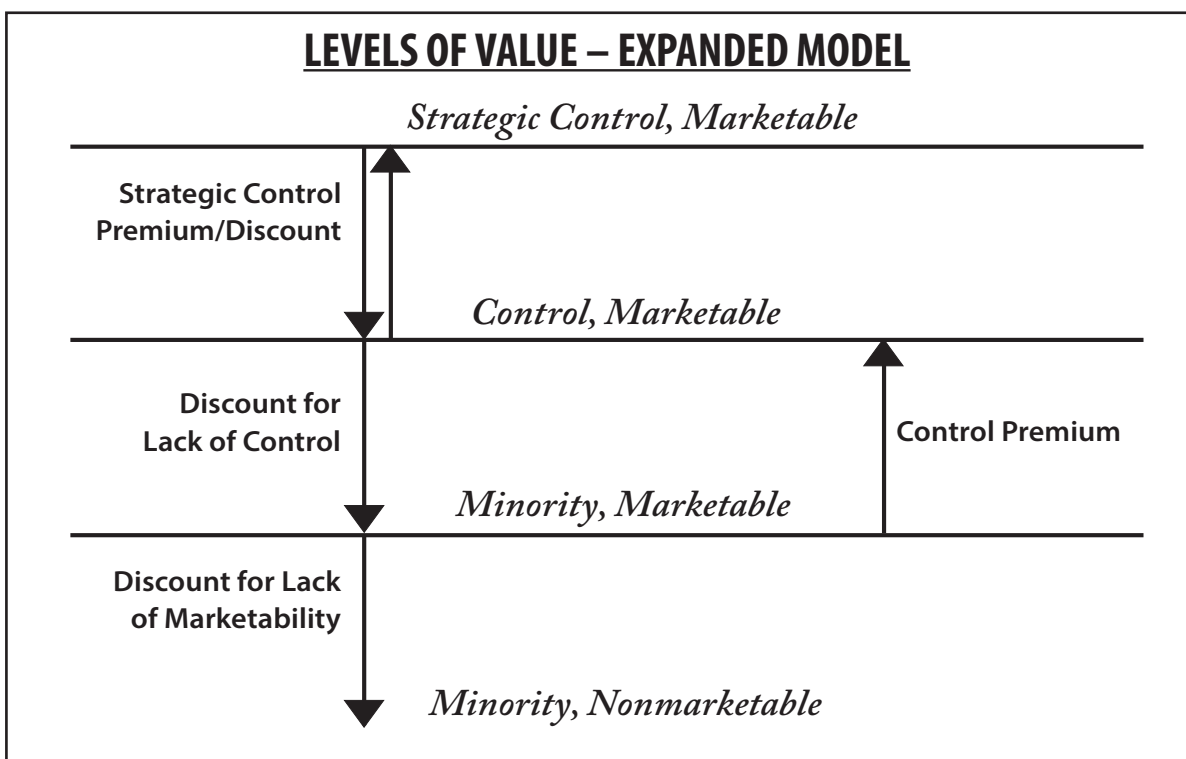 LEVELS OF VALUE – EXPANDED MODEL
Strategic Control, Marketable
Strategic Control
Premium/Discount
Control, Marketable
Discount for
Lack of Control
Control Premium
Minority, Marketable
Discount for Lack
of Marketability
Minority, Nonmarketable